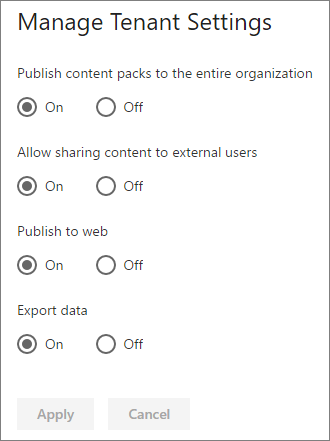 Manage Tenant Settings
Publish content packs to the entire organization
On Off
Allow sharing content to external users
On Off
Publish to web
On Off
Export data
On Off
Apply Cancel